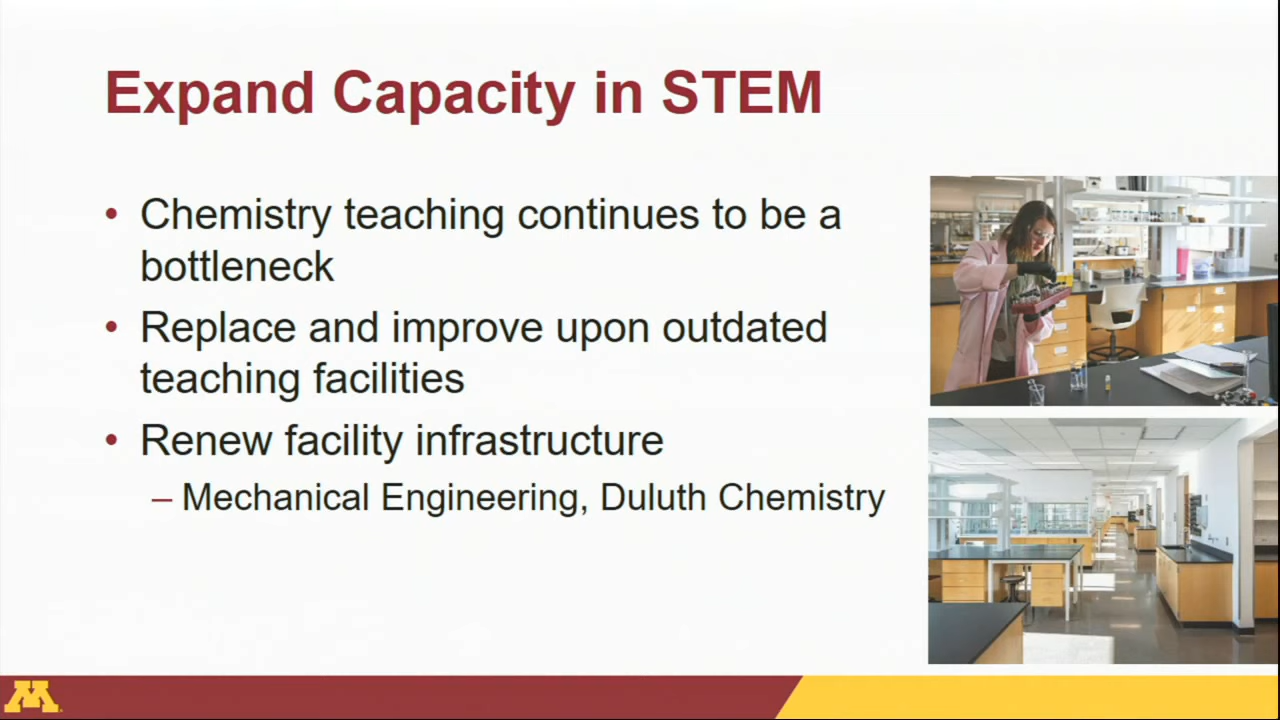 Expand Capacity in STEM
• Chemistry teaching continues to be a
bottleneck
• Replace and improve upon outdated
teaching facilities
• Renew facility infrastructure
– Mechanical Engineering, Duluth Chemistry
M